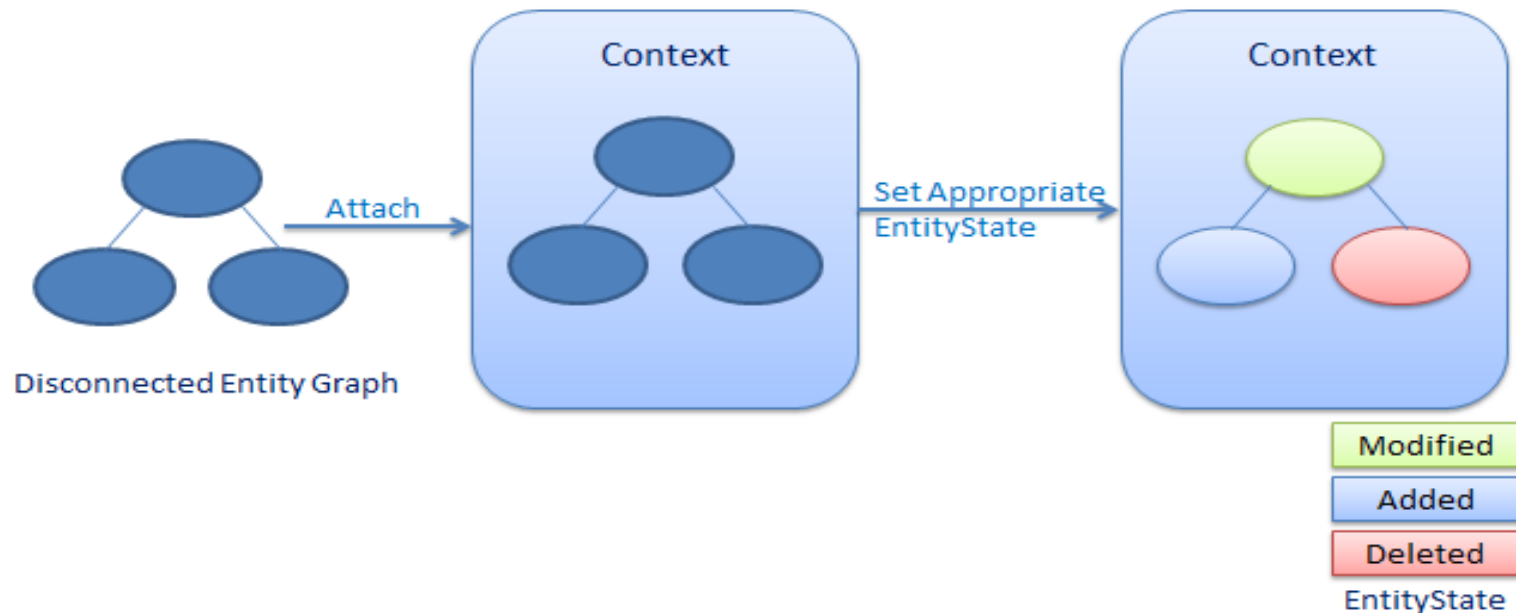 Context
Context
Attach
Set Appropriate
EntityState
Disconnected Entity Graph
Modified
Added
Deleted
EntityState